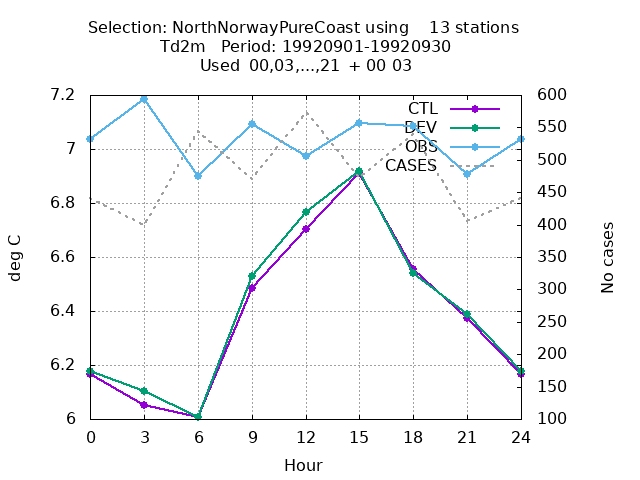 Selection: NorthNorwayPureCoast using 13 stations
Td2m Period: 19920901-19920930
Used 00,03,...,21 + 00 03
CTL
DEV
OBS
CASES
7.2
7
6.8
6.6
6.4
6.2
6
600
550
500
450
400
350
300
250
200
150
100
deg C
No cases
0 3 6 9 12 15 18 21 24
Hour